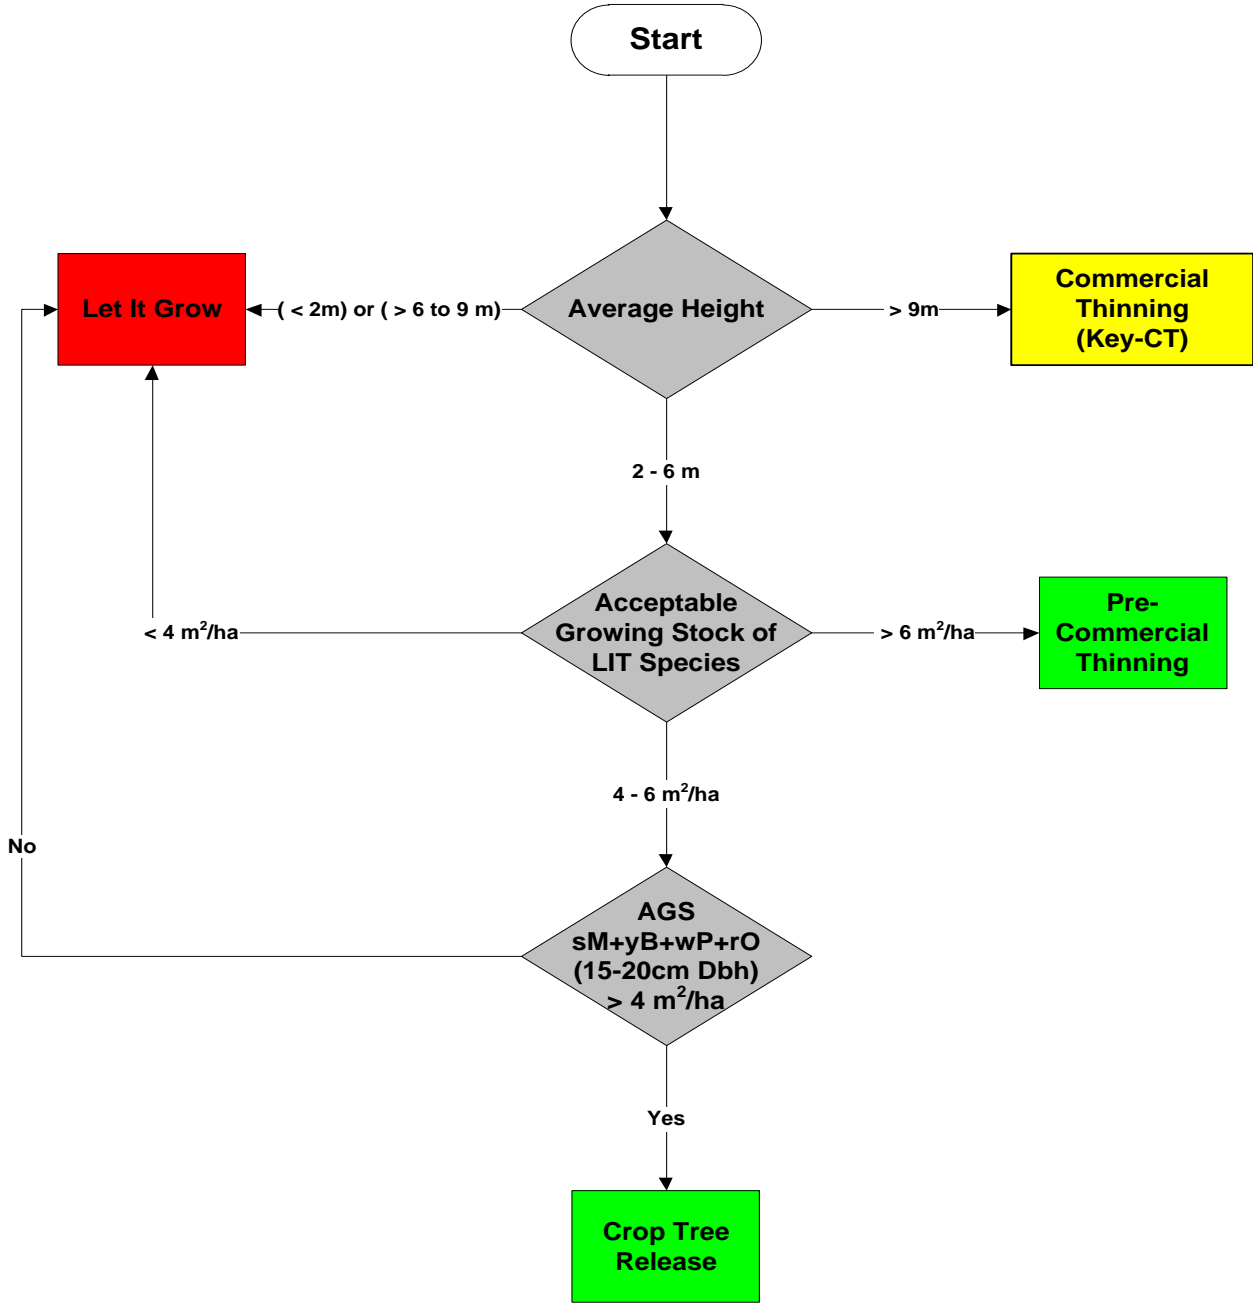 Start
Let It Grow
( < 2m) or ( > 6 to 9 m)
Average Height
> 9m
Commercial
Thinning
(Key-CT)
2 - 6 m
< 4 m²/ha
Acceptable
Growing Stock of
LIT Species
> 6 m²/ha
Pre-
Commercial
Thinning
4 - 6 m²/ha
No
AGS
sM+yB+wP+rO
(15-20cm Dbh)
> 4 m²/ha
Yes
Crop Tree
Release